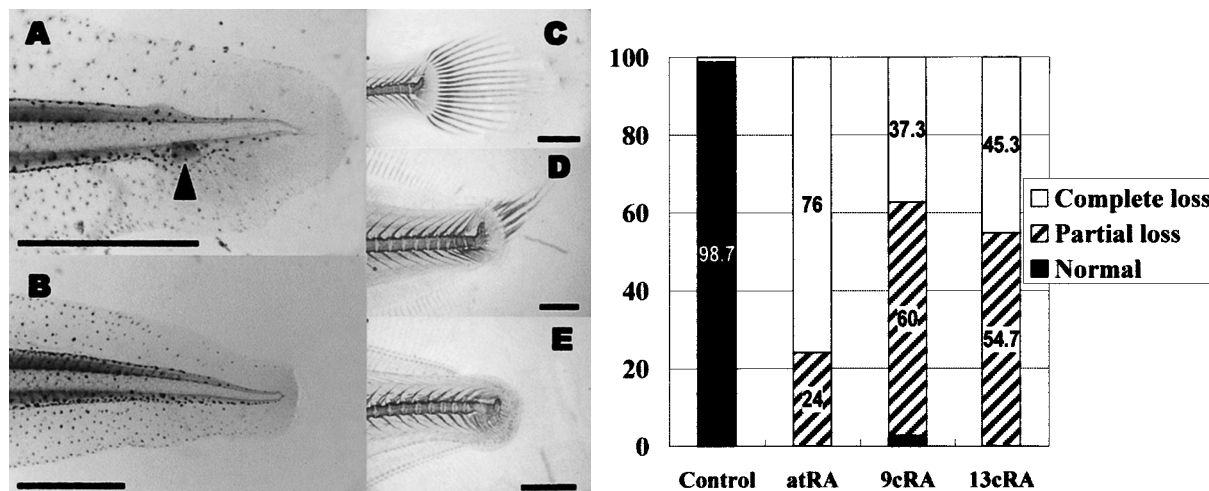 A
B
C
D
E
100
80
60
40
20
0
98.7
76
24
37.3
60
45.3
54.7
Control atRA 9cRA 13cRA
Complete loss
Partial loss
Normal